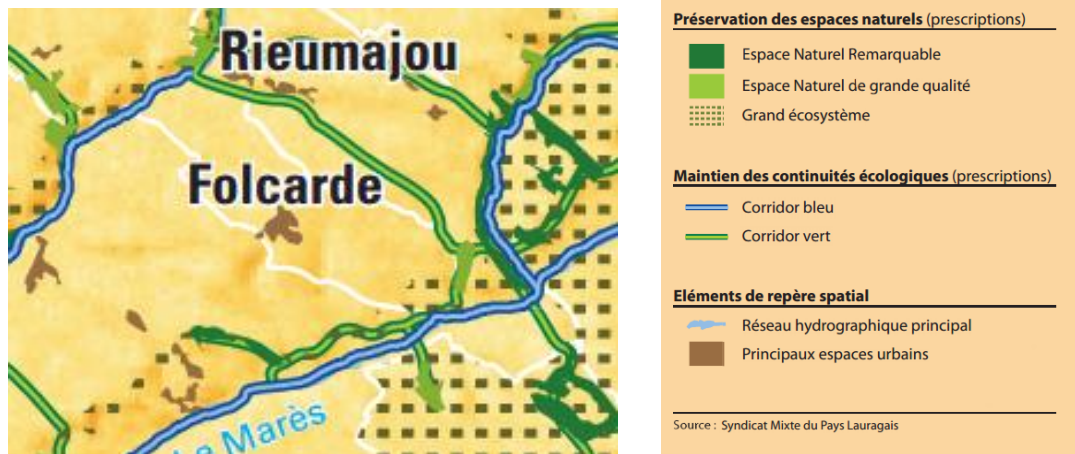 Rieumajou
Folcarde
Marès
Préservation des espaces naturels (prescriptions)
Espace Naturel Remarquable
Espace Naturel de grande qualité
Grand écosystème
Maintien des continuités écologiques (prescriptions)
Corridor bleu
Corridor vert
Eléments de repère spatial
Réseau hydrographique principal
Principaux espaces urbains
Source : Syndicat Mixte du Pays Lauragais